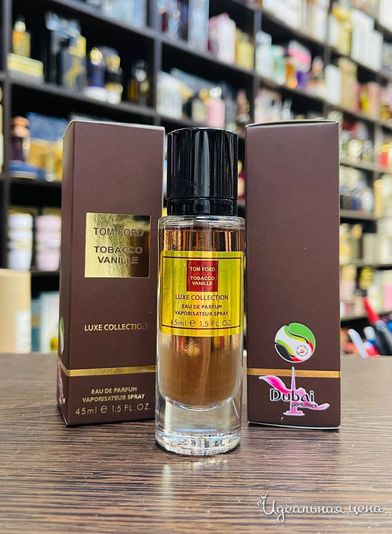 TOM FORD
TOBACCO
VANILLE
LUXE COLLECTION
EAU DE PARFUM
VAPORISATEUR SPRAY
45ml e 1.5 FL.OZ.
TOM FORD
TOBACCO
VANILLE
LUXE COLLECTION
EAU DE PARFUM
VAPORISATEUR SPRAY
45ml e 1.5 FL.OZ.
Dubai
Идеальная цена